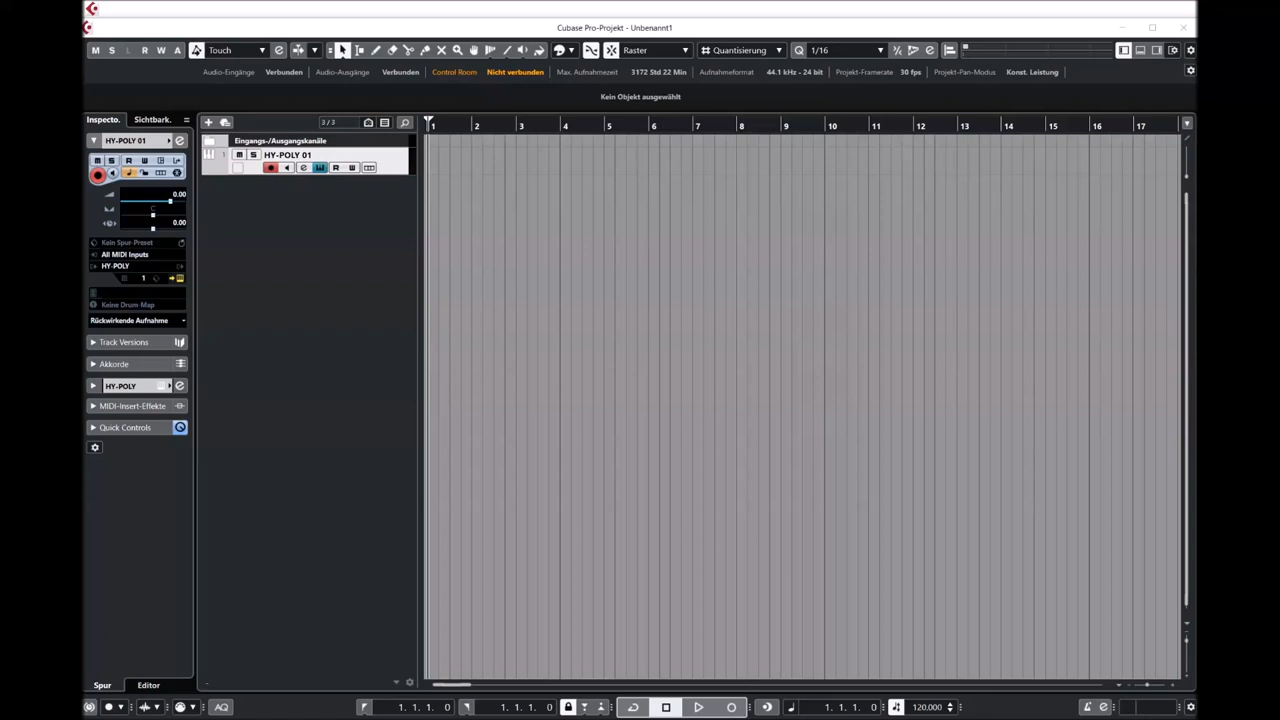 Cubase Pro-Projekt - Unbenannt1
M S L R W A Touch Raster Quantisierung 1/16
Audio-Eingänge Verbunden Audio-Ausgänge Verbunden Control Room Nicht verbunden Max. Aufnahmezeit 3172 Std 22 Min Aufnahmeformat 44.1 kHz - 24 bit Projekt-Framerate 30 fps Projekt-Pan-Modus Konst. Leistung
Kein Objekt ausgewählt
Inspecto. Sichtbark. 3 / 3 1 2 3 4 5 6 7 8 9 10 11 12 13 14 15 16 17
HY-POLY 01 Eingangs-/Ausgangskanäle
1 m S HY-POLY 01
m S R W
R W
0.00
C
0.00
Kein Spur-Preset
All MIDI Inputs
HY-POLY
1
Keine Drum-Map
Rückwirkende Aufnahme
Track Versions
Akkorde
HY-POLY
MIDI-Insert-Effekte
Quick Controls
Spur Editor
AQ 1. 1. 1. 0 1. 1. 1. 0 1. 1. 1. 0 120.000